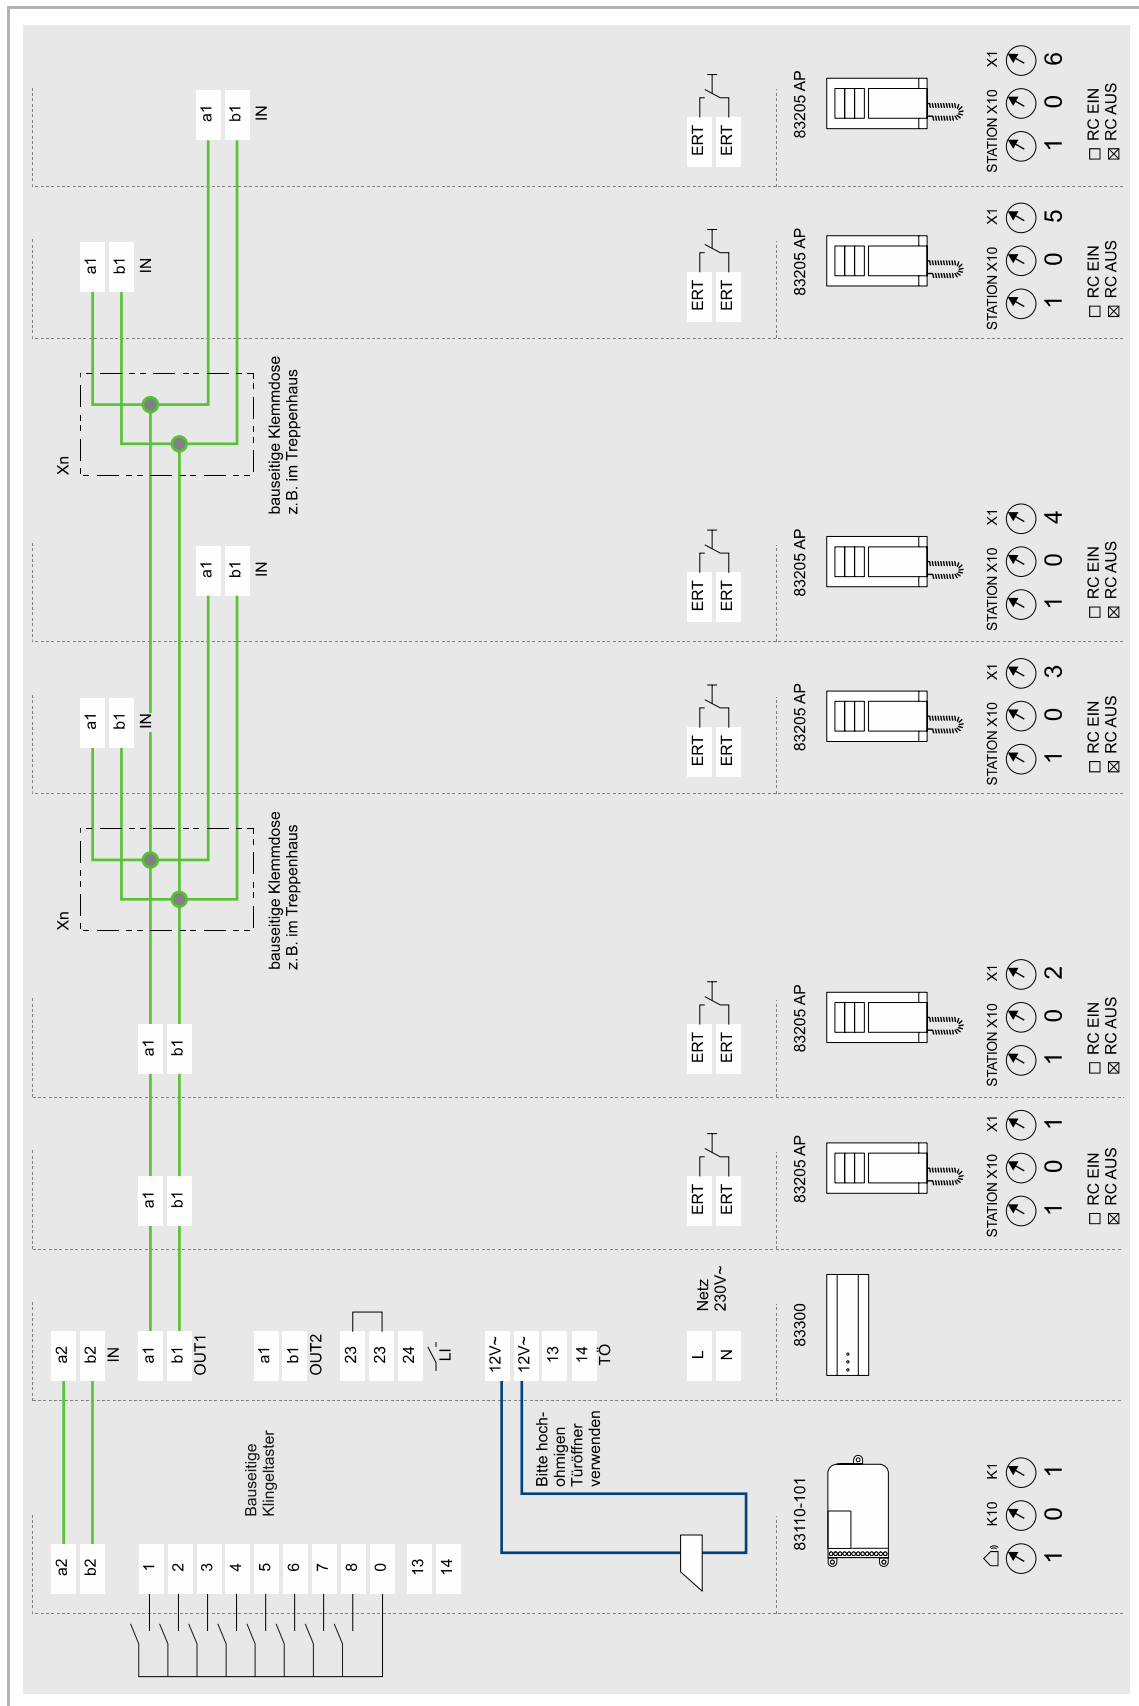 a2
b2
1
2
3
4
5
6
7
8
0
13
14
Bauseitige
Klingeltaster
Bitte hoch-
ohmigen
Türöffner
verwenden
83110-101
K10
K1
1
0
1
a2
b2
IN
a1
b1
OUT1
a1
b1
OUT2
23
23
24
LI
12V~
12V~
13
14
TÖ
Netz
230V~
L
N
83300
a1
b1
ERT
ERT
83205 AP
STATION X10
X1
1
0
1
RC EIN
RC AUS
a1
b1
ERT
ERT
83205 AP
STATION X10
X1
1
0
2
RC EIN
RC AUS
Xn
bauseitige Klemmdose
z. B. im Treppenhaus
a1
b1
IN
ERT
ERT
83205 AP
STATION X10
X1
1
0
3
RC EIN
RC AUS
a1
b1
IN
ERT
ERT
83205 AP
STATION X10
X1
1
0
4
RC EIN
RC AUS
Xn
bauseitige Klemmdose
z. B. im Treppenhaus
a1
b1
IN
ERT
ERT
83205 AP
STATION X10
X1
1
0
5
RC EIN
RC AUS
a1
b1
IN
ERT
ERT
83205 AP
STATION X10
X1
1
0
6
RC EIN
RC AUS